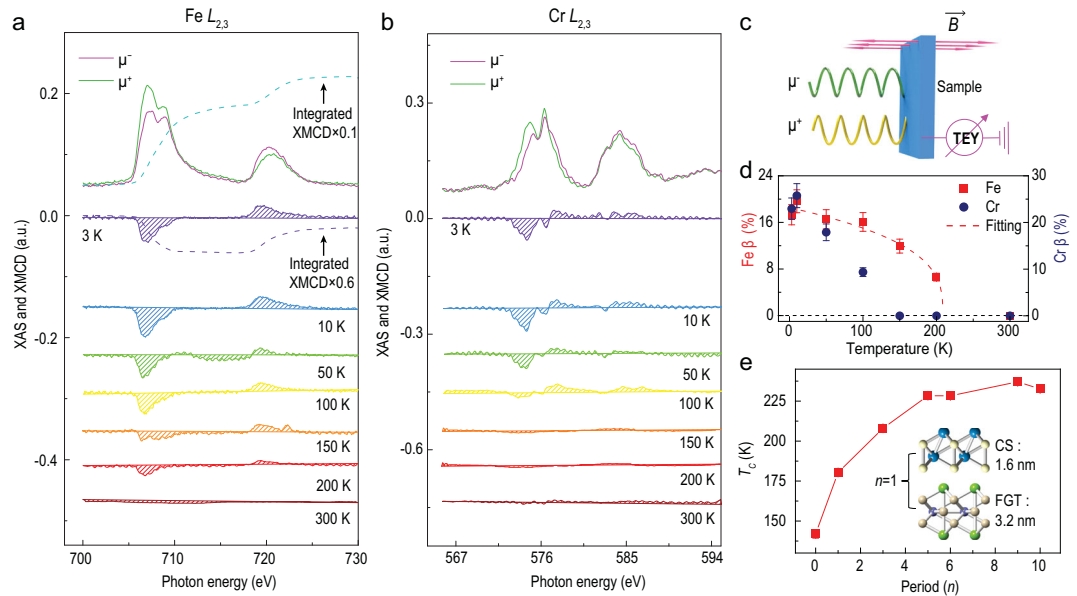 a
Fe L2,3
μ⁻
μ⁺
Integrated
XMCD×0.1
3 K
Integrated
XMCD×0.6
10 K
50 K
100 K
150 K
200 K
300 K
0.2
0.0
-0.2
-0.4
XAS and XMCD (a.u.)
700
710
720
730
Photon energy (eV)
b
Cr L2,3
μ⁻
μ⁺
3 K
10 K
50 K
100 K
150 K
200 K
300 K
0.3
0.0
-0.3
-0.6
XAS and XMCD (a.u.)
567
576
585
594
Photon energy (eV)
c
B
μ⁻
μ⁺
Sample
TEY
d
24
16
8
0
Fe β (%)
Fe
Cr
Fitting
30
20
10
0
Cr β (%)
0
100
200
300
Temperature (K)
e
225
200
175
150
Tc (K)
n=1
CS :
1.6 nm
FGT :
3.2 nm
0
2
4
6
8
10
Period (n)